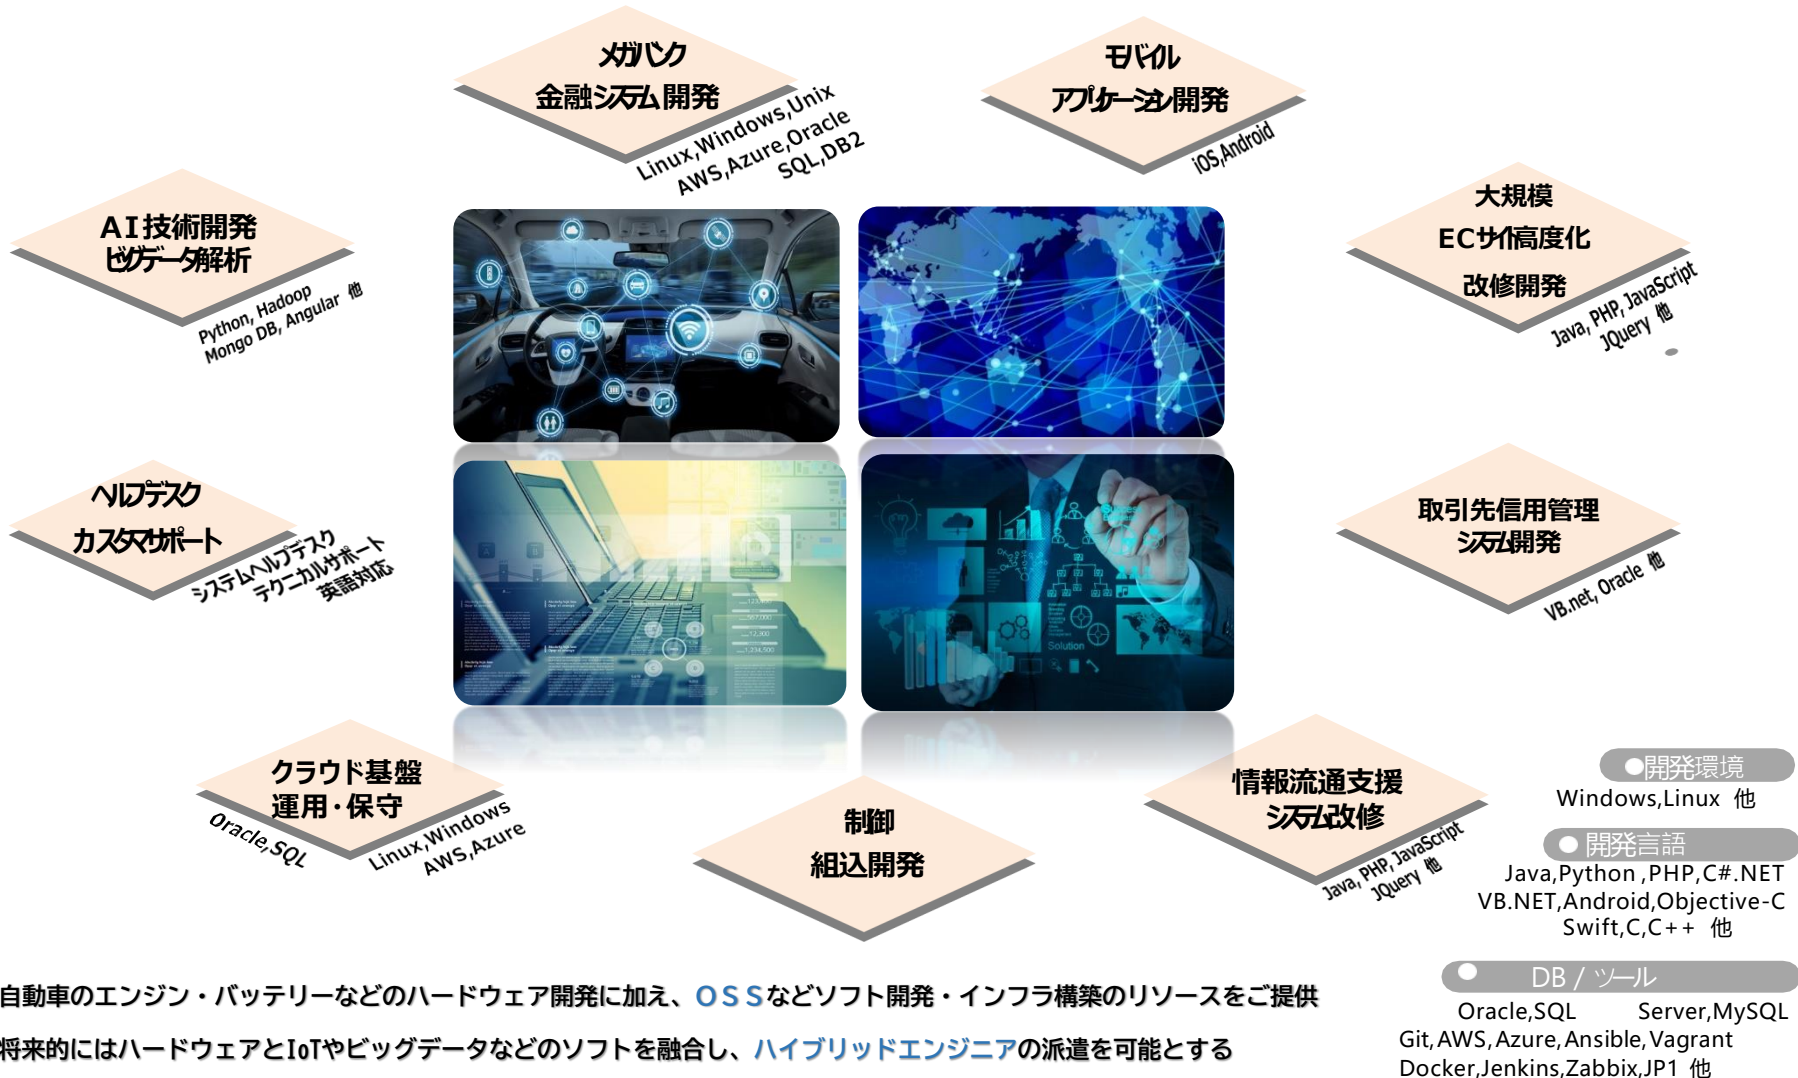 メガバンク
金融システム開発
Linux,Windows,Unix
AWS,Azure,Oracle
SQL,DB2
モバイル
アプリケーション開発
iOS,Android
AI技術開発
ビッグデータ解析
Python, Hadoop
Mongo DB, Angular 他
大規模
ECサイト高度化
改修開発
Java, PHP, JavaScript
JQuery 他
ヘルプデスク
カスタマサポート
システムヘルプデスク
テクニカルサポート
英語対応
取引先信用管理
システム開発
VB.net, Oracle 他
Solution
123,800
567,000
12,300
1,234,500
クラウド基盤
運用・保守
Oracle,SQL
Linux,Windows
AWS,Azure
制御
組込開発
情報流通支援
システム改修
Java, PHP, JavaScript
JQuery 他
●開発環境
Windows,Linux 他
● 開発言語
Java,Python ,PHP,C#.NET
VB.NET,Android,Objective-C
Swift,C,C++ 他
● DB / ツール
Oracle,SQL Server,MySQL
Git,AWS,Azure,Ansible,Vagrant
Docker,Jenkins,Zabbix,JP1 他
自動車のエンジン・バッテリーなどのハードウェア開発に加え、OSSなどソフト開発・インフラ構築のリソースをご提供
将来的にはハードウェアとIoTやビッグデータなどのソフトを融合し、ハイブリッドエンジニアの派遣を可能とする